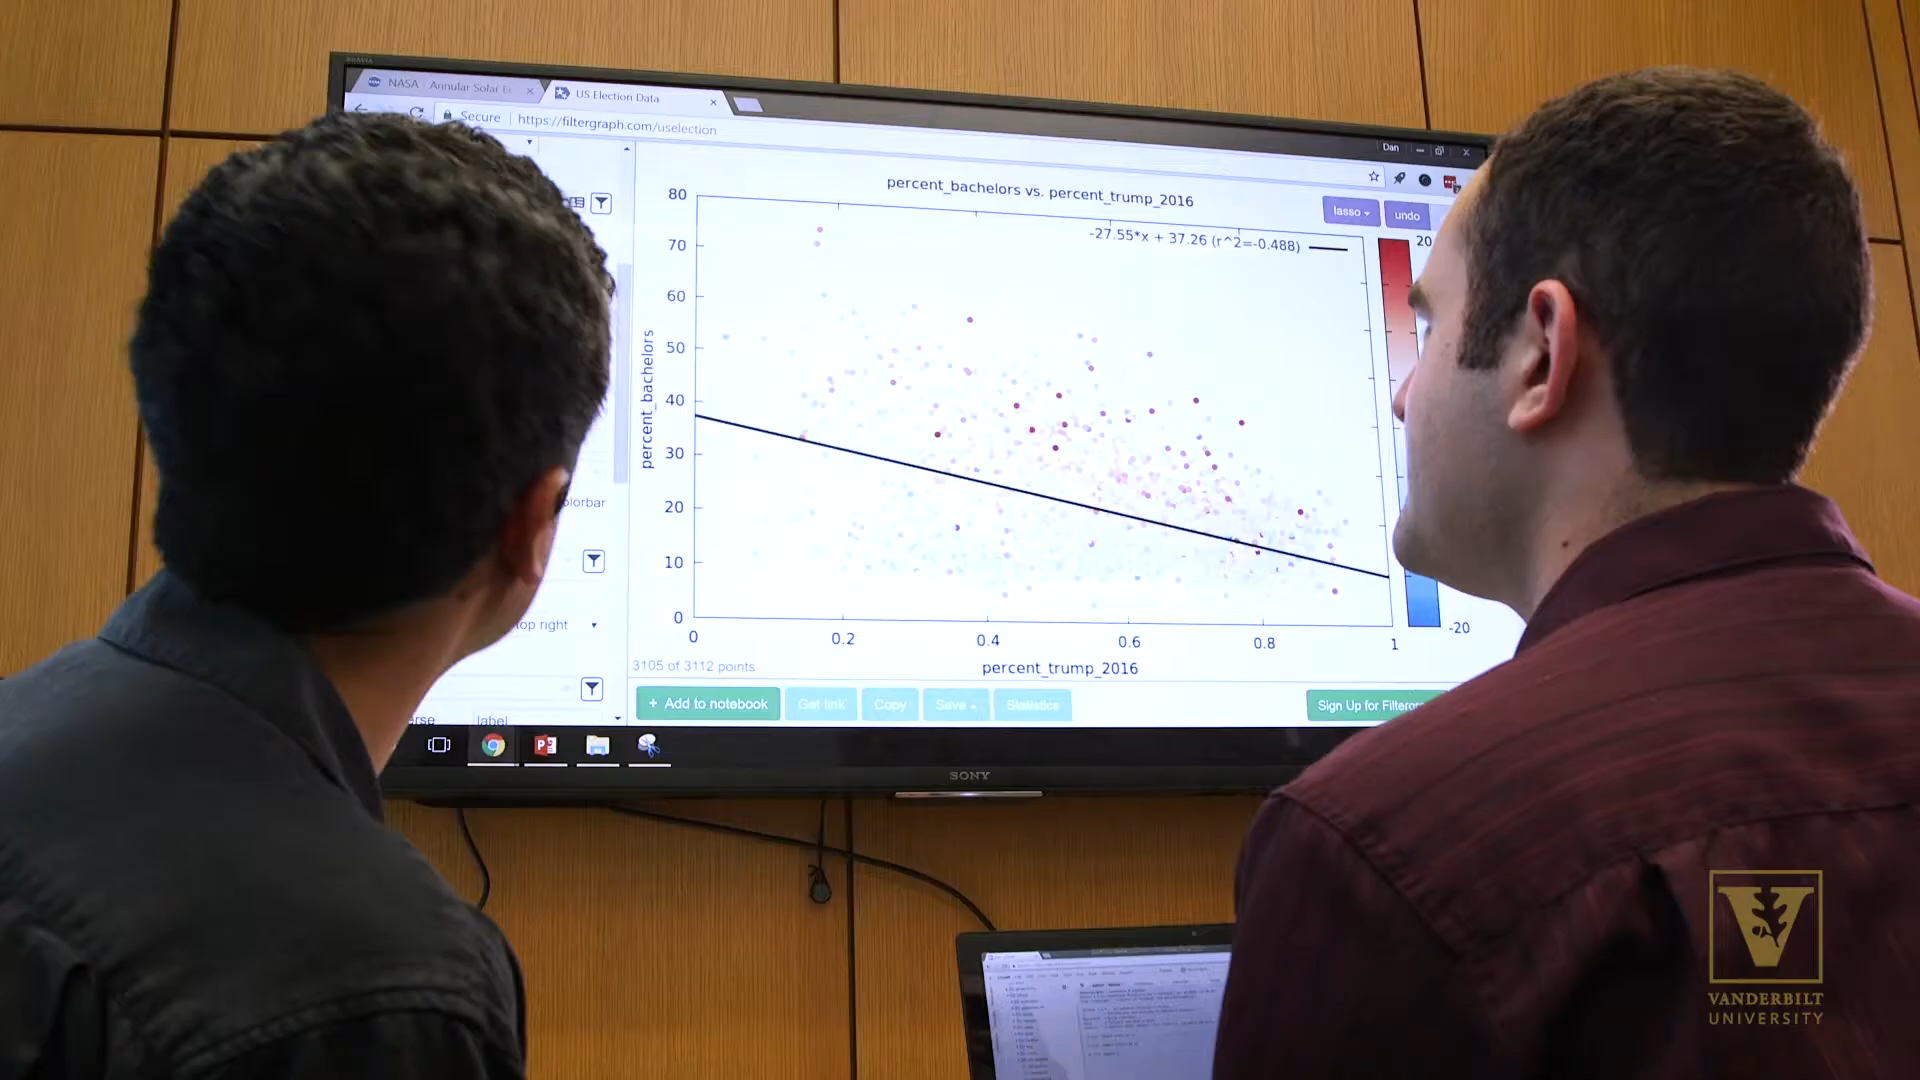 NASA - Annular Solar
US Election Data
Secure
https://filtergraph.com/uselection
Dan
percent_bachelors vs. percent_trump_2016
lasso
undo
-27.55*x + 37.26 (r^2=-0.488)
20
80
70
60
50
40
30
20
10
0
percent_bachelors
-20
0 0.2 0.4 0.6 0.8 1
percent_trump_2016
3105 of 3112 points
olorbar
top right
label
+ Add to notebook
Get link
Copy
Save
Statistics
Sign Up for
SONY
VANDERBILT
UNIVERSITY